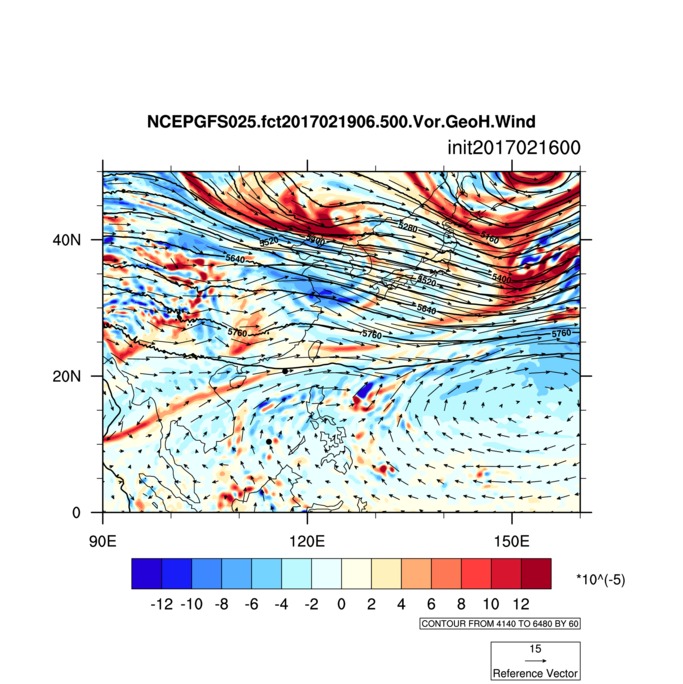 NCEPGFS025.fct2017021906.500.Vor.GeoH.Wind
init2017021600
40N
20N
0
90E 120E 150E
5280
5160
5520
5400
5640
5400
5520
5640
5760
5760
5760
-12 -10 -8 -6 -4 -2 0 2 4 6 8 10 12
*10^(-5)
CONTOUR FROM 4140 TO 6480 BY 60
15
Reference Vector